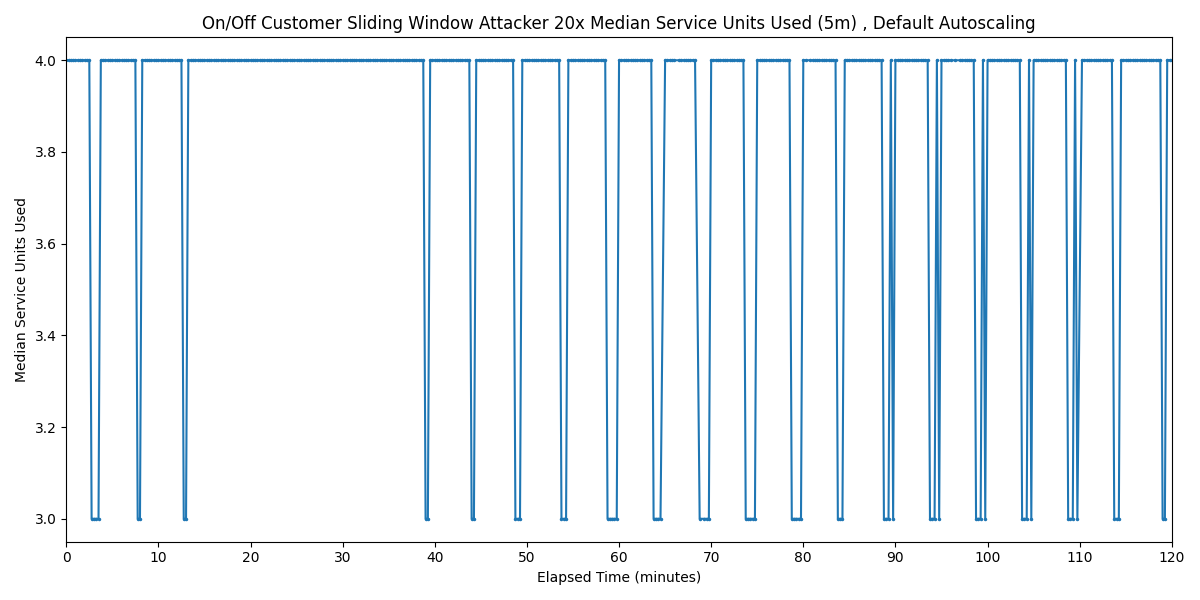 On/Off Customer Sliding Window Attacker 20x Median Service Units Used (5m) , Default Autoscaling
Median Service Units Used
4.0
3.8
3.6
3.4
3.2
3.0
0 10 20 30 40 50 60 70 80 90 100 110 120
Elapsed Time (minutes)